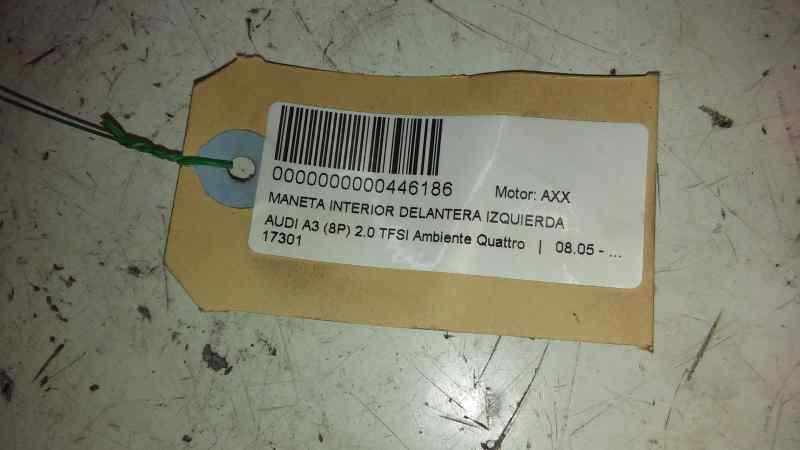 0000000000446186 Motor: AXX
MANETA INTERIOR DELANTERA IZQUIERDA
AUDI A3 (8P) 2.0 TFSI Ambiente Quattro | 08.05 - ...
17301